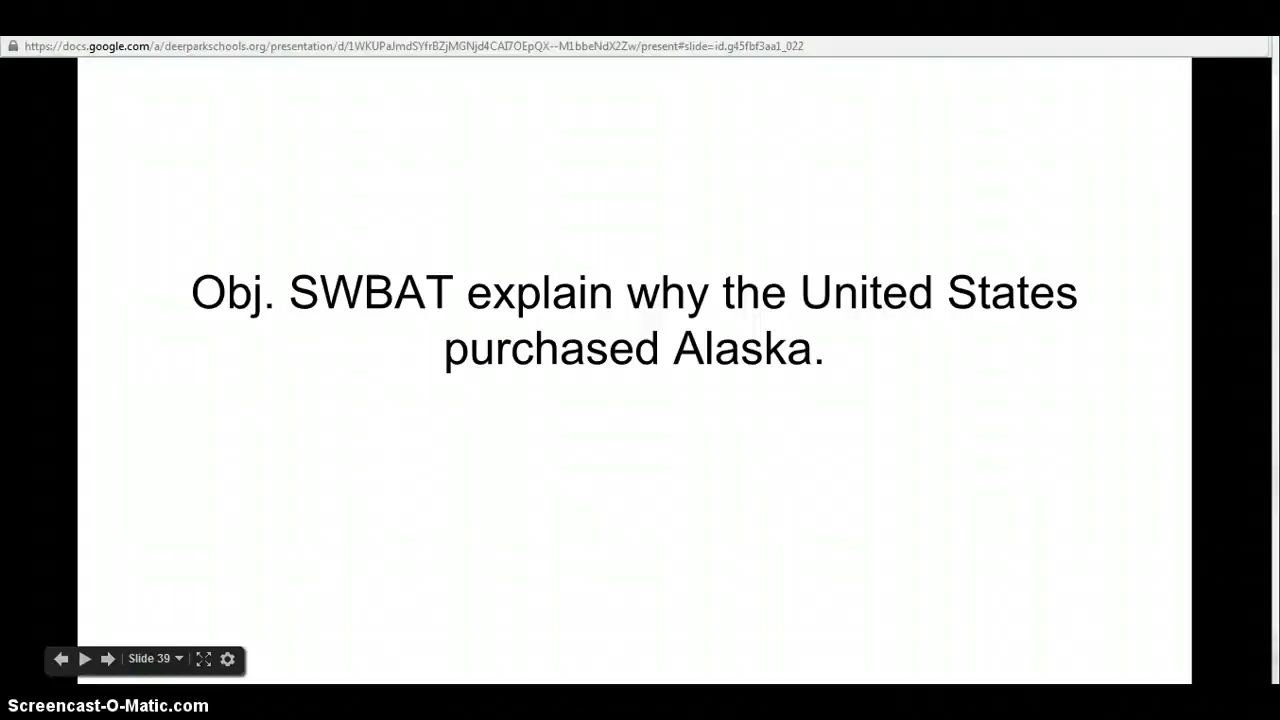 https://docs.google.com/a/deerparkschools.org/presentation/d/1WKUPaJmdSYfrBZjMGNjd4CAI7OEpQX--M1bbeNdX2Zw/present#slide=id.g45fbf3aa1_022
Obj. SWBAT explain why the United States
purchased Alaska.
Slide 39
Screencast-O-Matic.com